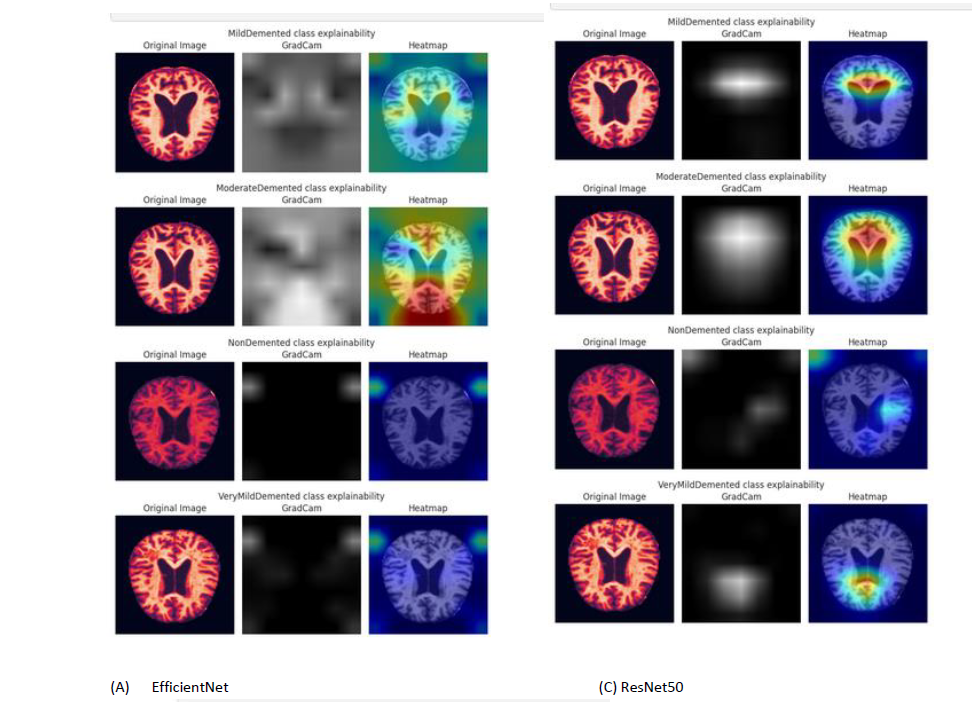 MildDemented class explainability
Original Image GradCam Heatmap
ModerateDemented class explainability
Original Image GradCam Heatmap
NonDemented class explainability
Original Image GradCam Heatmap
VeryMildDemented class explainability
Original Image GradCam Heatmap
(A) EfficientNet
MildDemented class explainability
Original Image GradCam Heatmap
ModerateDemented class explainability
Original Image GradCam Heatmap
NonDemented class explainability
Original Image GradCam Heatmap
VeryMildDemented class explainability
Original Image GradCam Heatmap
(C) ResNet50